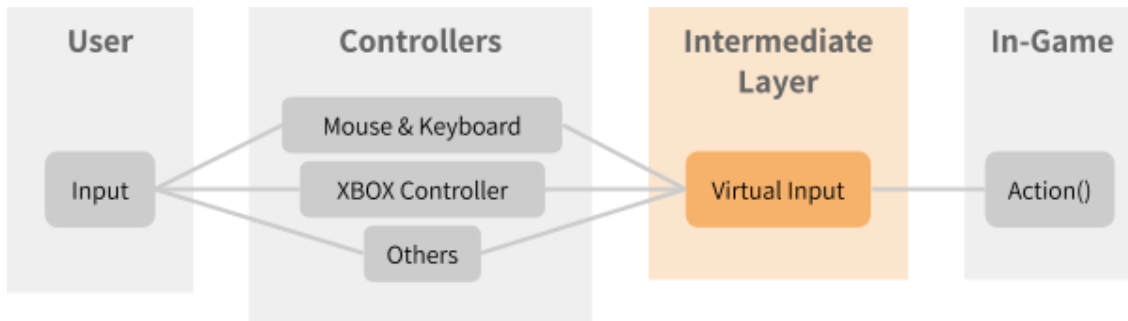 User
Controllers
Intermediate
Layer
In-Game
Input
Mouse & Keyboard
XBOX Controller
Others
Virtual Input
Action()